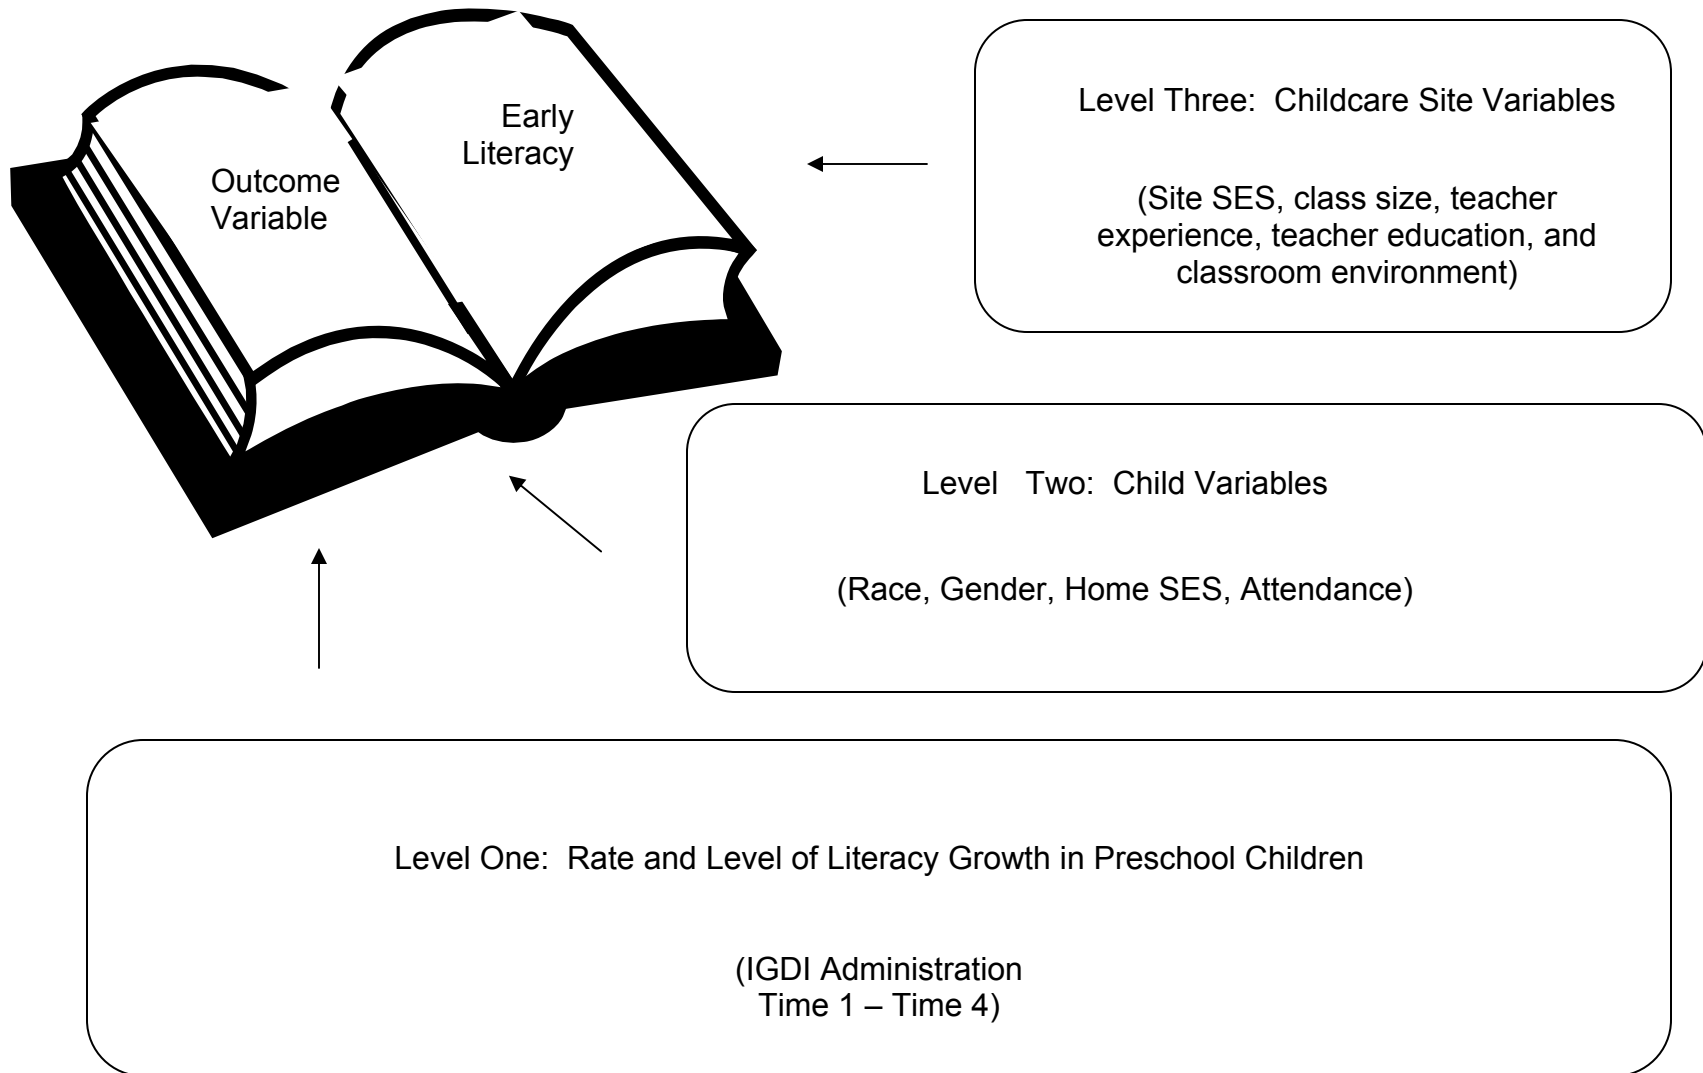 Outcome
Variable
Early
Literacy
Level Three: Childcare Site Variables
(Site SES, class size, teacher
experience, teacher education, and
classroom environment)
Level Two: Child Variables
(Race, Gender, Home SES, Attendance)
Level One: Rate and Level of Literacy Growth in Preschool Children
(IGDI Administration
Time 1 – Time 4)